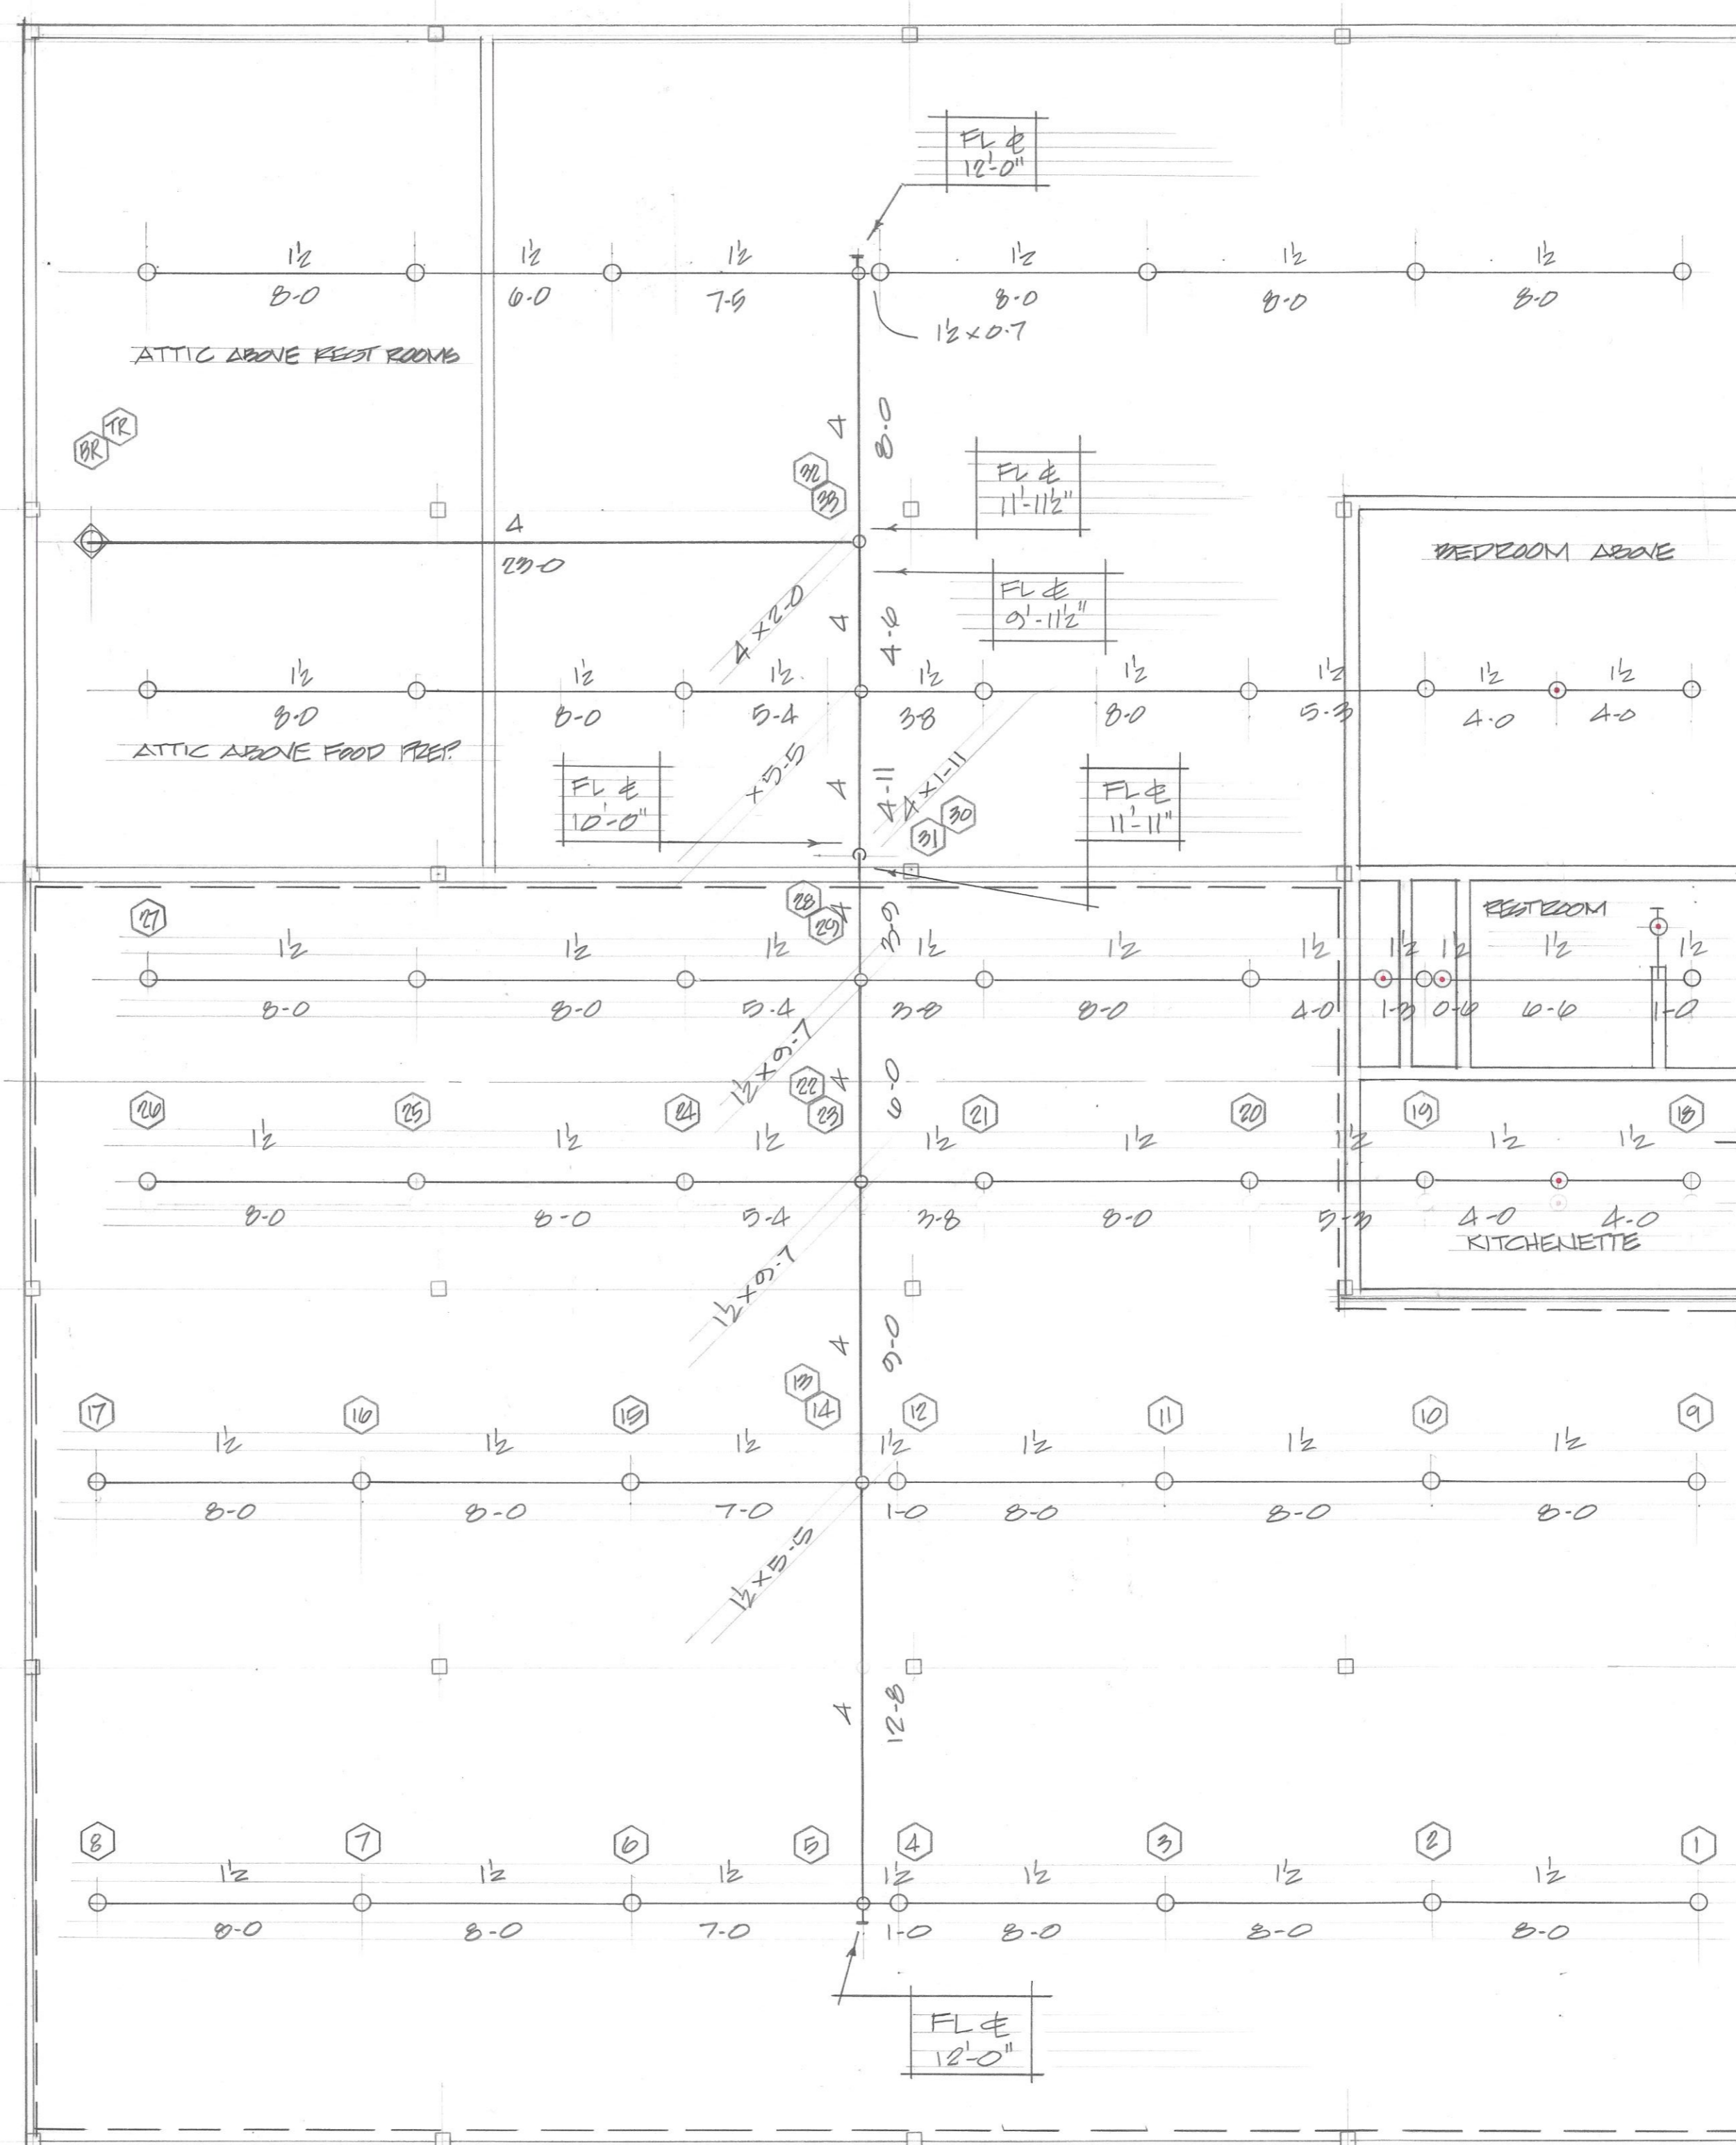 FL ℄
12'-0"
1½ 1½ 1½ 1½ 1½ 1½
8-0 6-0 7-5 8-0 8-0 8-0
1½ x 0-7
ATTIC ABOVE REST ROOMS
4 8-0
TR
BR
32
33
FL ℄
11'-11½"
4
23-0
BEDROOM ABOVE
FL ℄
9'-11½"
4 x 2-0
4 4-6
1½ 1½ 1½ 1½ 1½ 1½ 1½ 1½
8-0 8-0 5-4 3-8 8-0 5-3 4-0 4-0
ATTIC ABOVE FOOD PREP.
x 5-5
4 4-11
4 x 1-11
FL ℄
10'-0"
FL ℄
11'-11"
30
31
27
28
29
4 3-9
RESTROOM
1½ 1½ 1½ 1½ 1½ 1½ 1½ 1½ 1½ 1½
8-0 8-0 5-4 3-8 8-0 4-0 1-3 0-6 6-6 1-0
1½ x 9-7
4 6-0
22
23
26 25 24 21 20 19 18
1½ 1½ 1½ 1½ 1½ 1½ 1½ 1½
8-0 8-0 5-4 3-8 8-0 5-3 4-0 4-0
KITCHENETTE
1½ x 9-7
4 9-0
13
14
17 16 15 12 11 10 9
1½ 1½ 1½ 1½ 1½ 1½ 1½
8-0 8-0 7-0 1-0 8-0 8-0 8-0
1½ x 5-5
4 12-8
8 7 6 5 4 3 2 1
1½ 1½ 1½ 1½ 1½ 1½ 1½
8-0 8-0 7-0 1-0 8-0 8-0 8-0
FL ℄
12'-0"